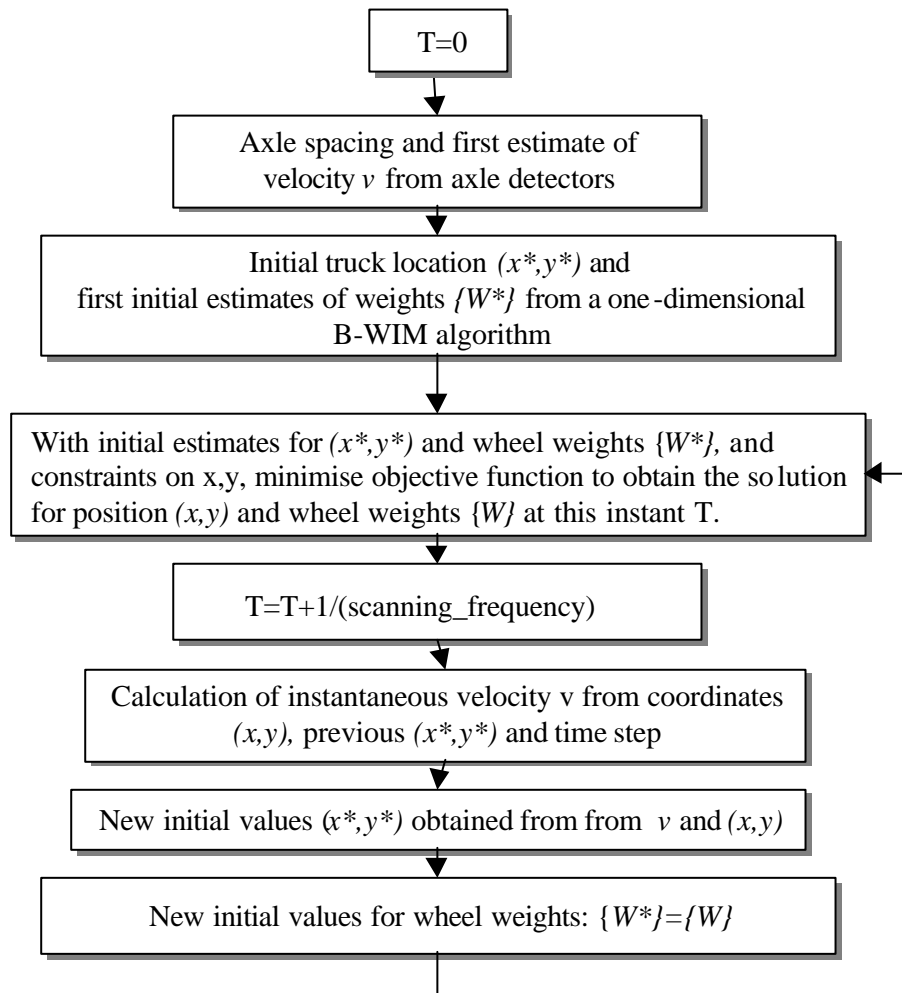 T=0
Axle spacing and first estimate of
velocity v from axle detectors
Initial truck location (x*,y*) and
first initial estimates of weights {W*} from a one-dimensional
B-WIM algorithm
With initial estimates for (x*,y*) and wheel weights {W*}, and
constraints on x,y, minimise objective function to obtain the solution
for position (x,y) and wheel weights {W} at this instant T.
T=T+1/(scanning_frequency)
Calculation of instantaneous velocity v from coordinates
(x,y), previous (x*,y*) and time step
New initial values (x*,y*) obtained from from v and (x,y)
New initial values for wheel weights: {W*}={W}